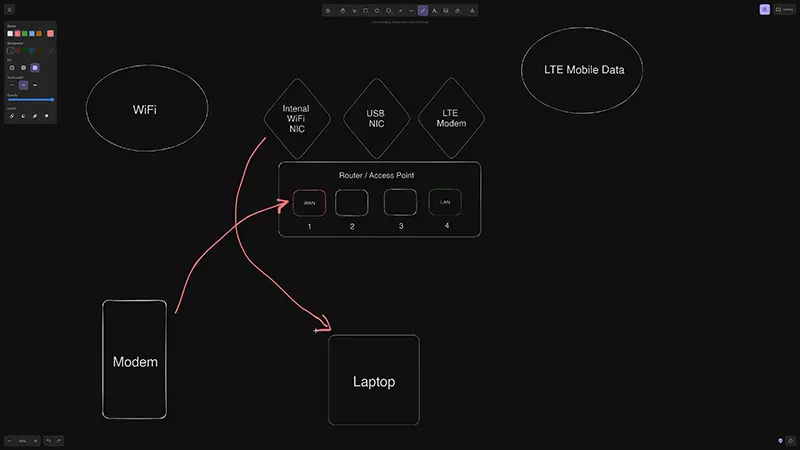 WiFi
Intenal
WiFi
NIC
USB
NIC
LTE
Modem
LTE Mobile Data
Router / Access Point
WAN
LAN
1
2
3
4
Modem
Laptop